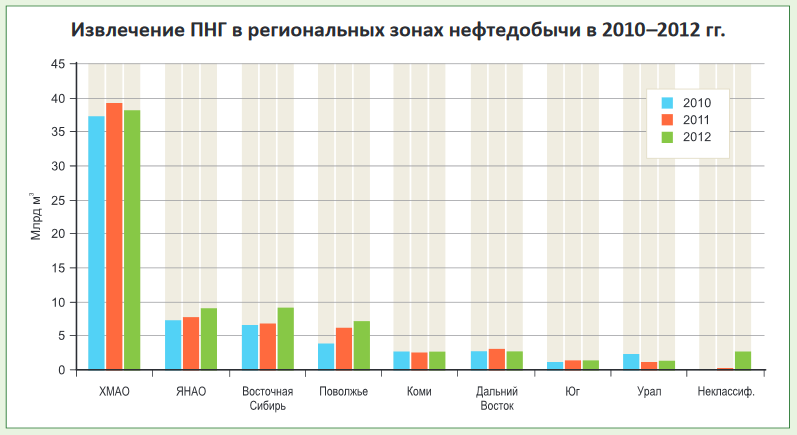 Извлечение ПНГ в региональных зонах нефтедобычи в 2010–2012 гг.
Млрд м³
45
40
35
30
25
20
15
10
5
0
2010
2011
2012
ХМАО
ЯНАО
Восточная
Сибирь
Поволжье
Коми
Дальний
Восток
Юг
Урал
Неклассиф.